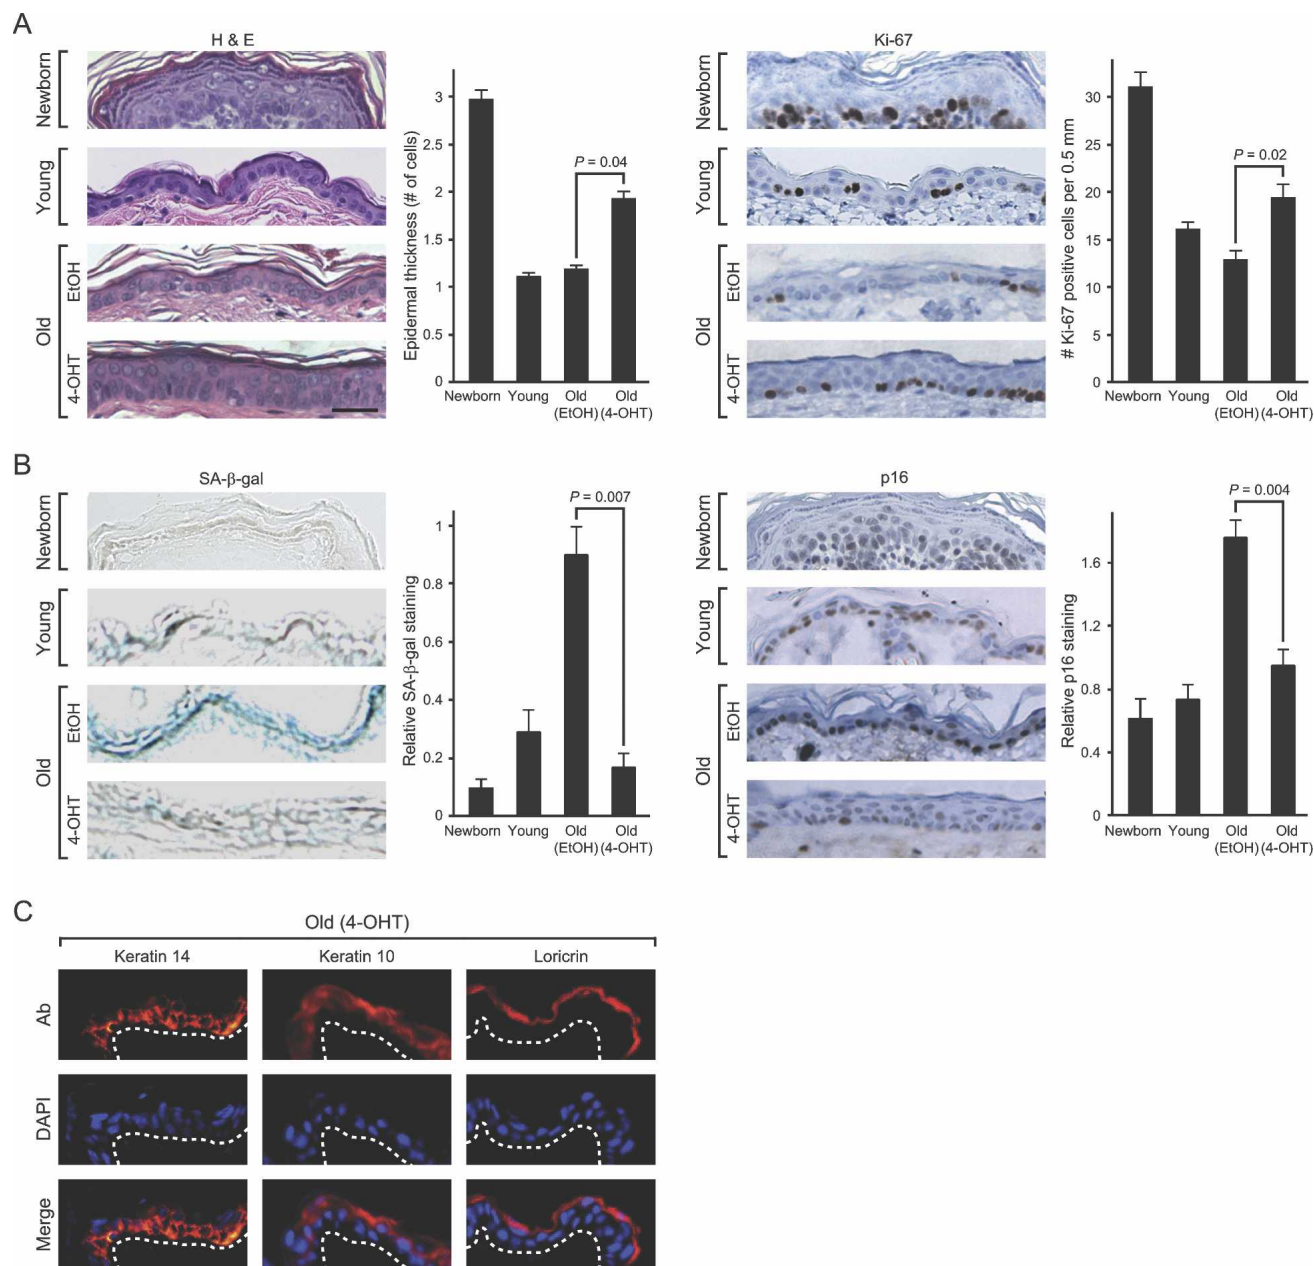 A
H & E
Newborn
Young
EtOH
Old
4-OHT
Epidermal thickness (# of cells)
3
2.5
2
1.5
1
0.5
0
P = 0.04
Newborn Young Old (EtOH) Old (4-OHT)
Ki-67
Newborn
Young
EtOH
Old
4-OHT
# Ki-67 positive cells per 0.5 mm
30
25
20
15
10
5
0
P = 0.02
Newborn Young Old (EtOH) Old (4-OHT)
B
SA-β-gal
Newborn
Young
EtOH
Old
4-OHT
Relative SA-β-gal staining
1
0.8
0.6
0.4
0.2
0
P = 0.007
Newborn Young Old (EtOH) Old (4-OHT)
p16
Newborn
Young
EtOH
Old
4-OHT
Relative p16 staining
1.6
1.2
0.8
0.4
0
P = 0.004
Newborn Young Old (EtOH) Old (4-OHT)
C
Old (4-OHT)
Keratin 14 Keratin 10 Loricrin
Ab
DAPI
Merge